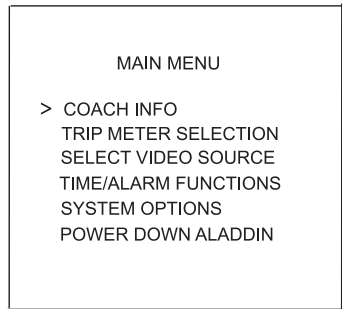 MAIN MENU
> COACH INFO
TRIP METER SELECTION
SELECT VIDEO SOURCE
TIME/ALARM FUNCTIONS
SYSTEM OPTIONS
POWER DOWN ALADDIN